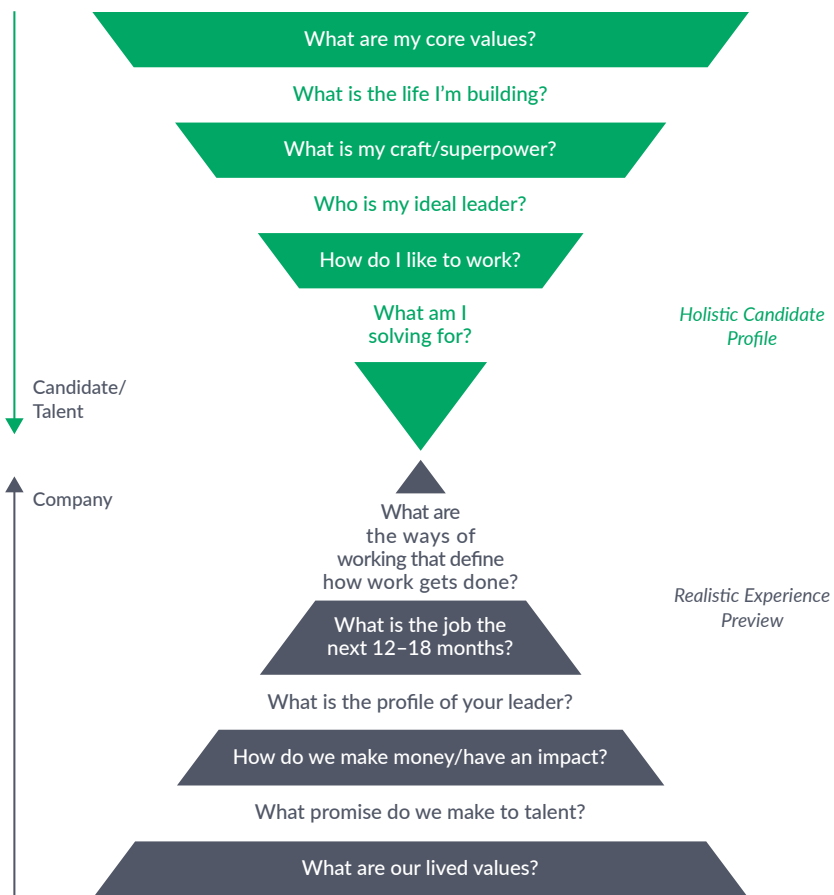 What are my core values?
What is the life I'm building?
What is my craft/superpower?
Who is my ideal leader?
How do I like to work?
What am I
solving for?
Holistic Candidate
Profile
Candidate/
Talent
Company
What are
the ways of
working that define
how work gets done?
Realistic Experience
Preview
What is the job the
next 12–18 months?
What is the profile of your leader?
How do we make money/have an impact?
What promise do we make to talent?
What are our lived values?